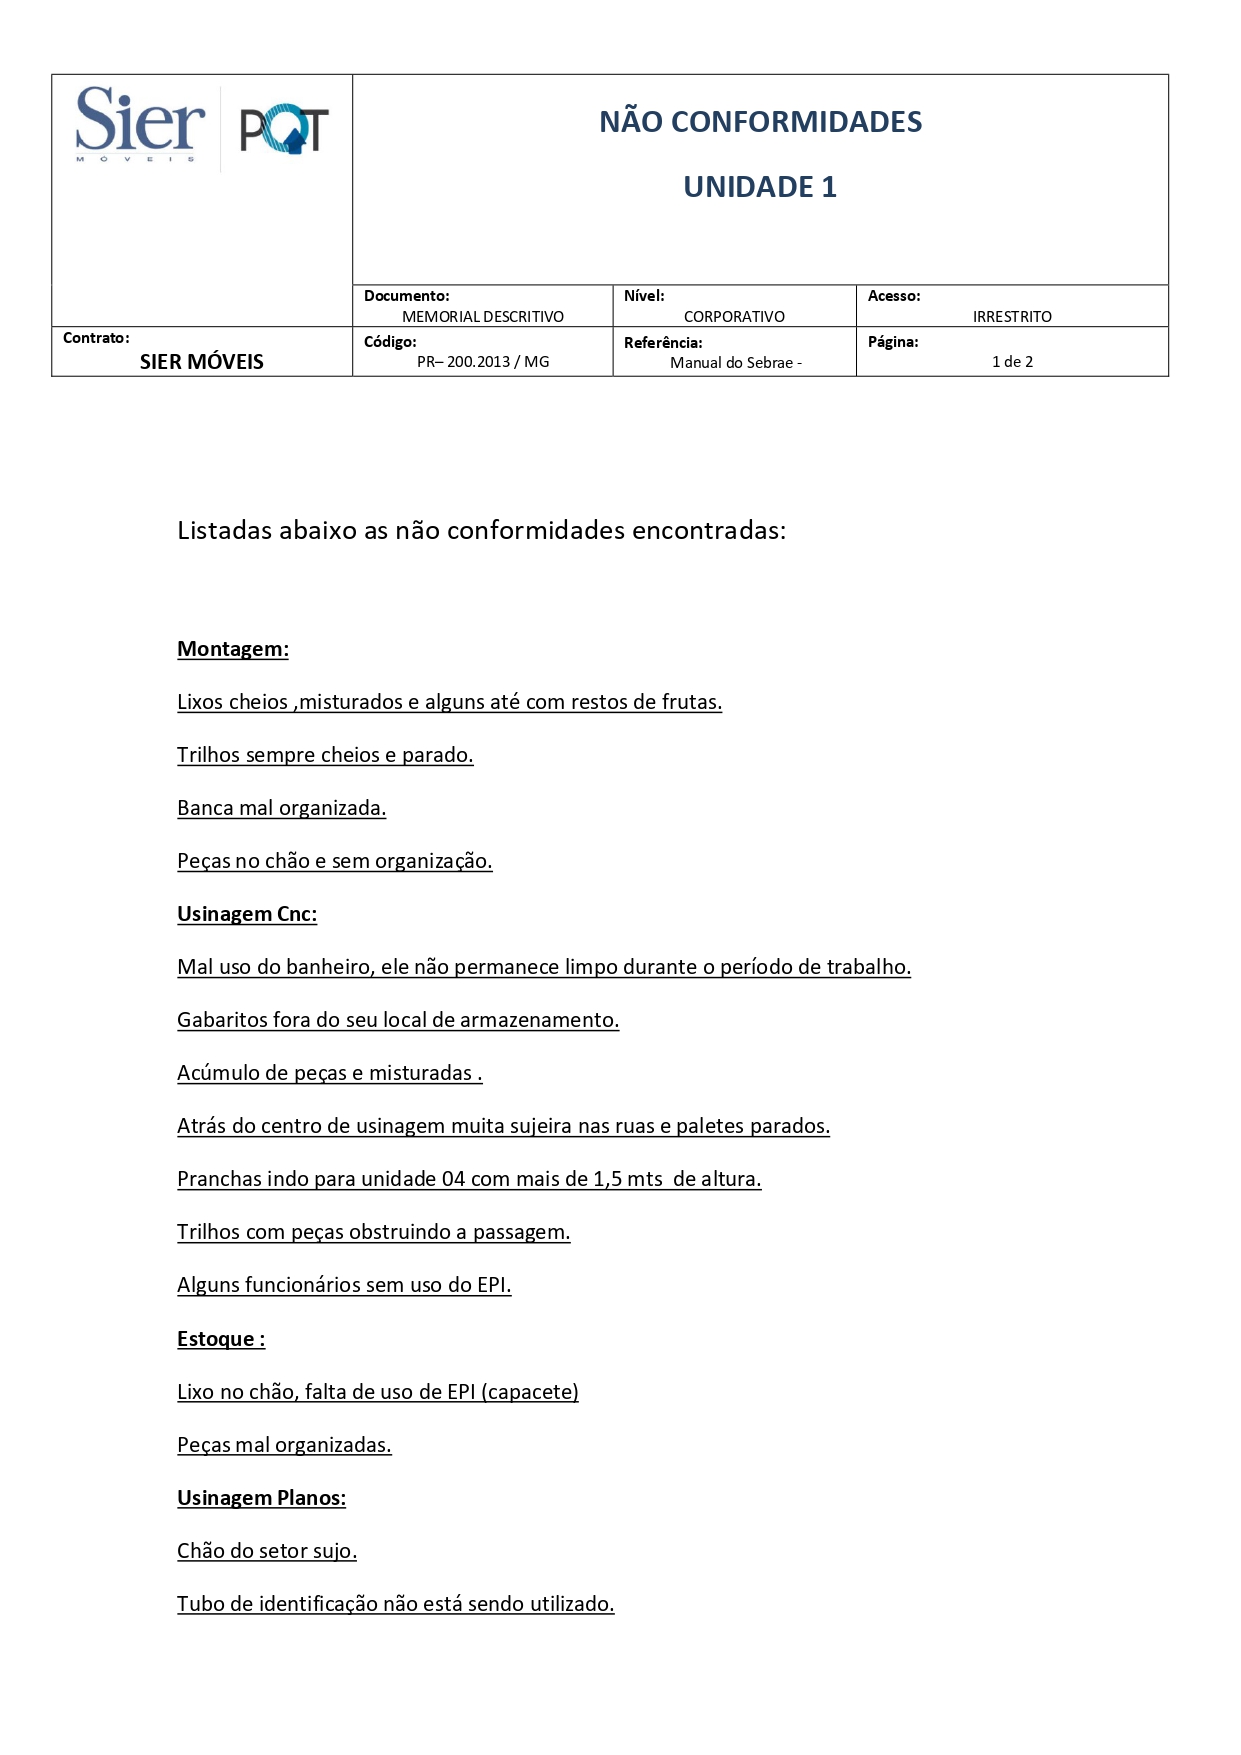 Sier
MÓVEIS
PQT
NÃO CONFORMIDADES
UNIDADE 1
Documento:
MEMORIAL DESCRITIVO
Nível:
CORPORATIVO
Acesso:
IRRESTRITO
Contrato:
SIER MÓVEIS
Código:
PR– 200.2013 / MG
Referência:
Manual do Sebrae -
Página:
1 de 2
Listadas abaixo as não conformidades encontradas:
Montagem:
Lixos cheios ,misturados e alguns até com restos de frutas.
Trilhos sempre cheios e parado.
Banca mal organizada.
Peças no chão e sem organização.
Usinagem Cnc:
Mal uso do banheiro, ele não permanece limpo durante o período de trabalho.
Gabaritos fora do seu local de armazenamento.
Acúmulo de peças e misturadas .
Atrás do centro de usinagem muita sujeira nas ruas e paletes parados.
Pranchas indo para unidade 04 com mais de 1,5 mts  de altura.
Trilhos com peças obstruindo a passagem.
Alguns funcionários sem uso do EPI.
Estoque :
Lixo no chão, falta de uso de EPI (capacete)
Peças mal organizadas.
Usinagem Planos:
Chão do setor sujo.
Tubo de identificação não está sendo utilizado.